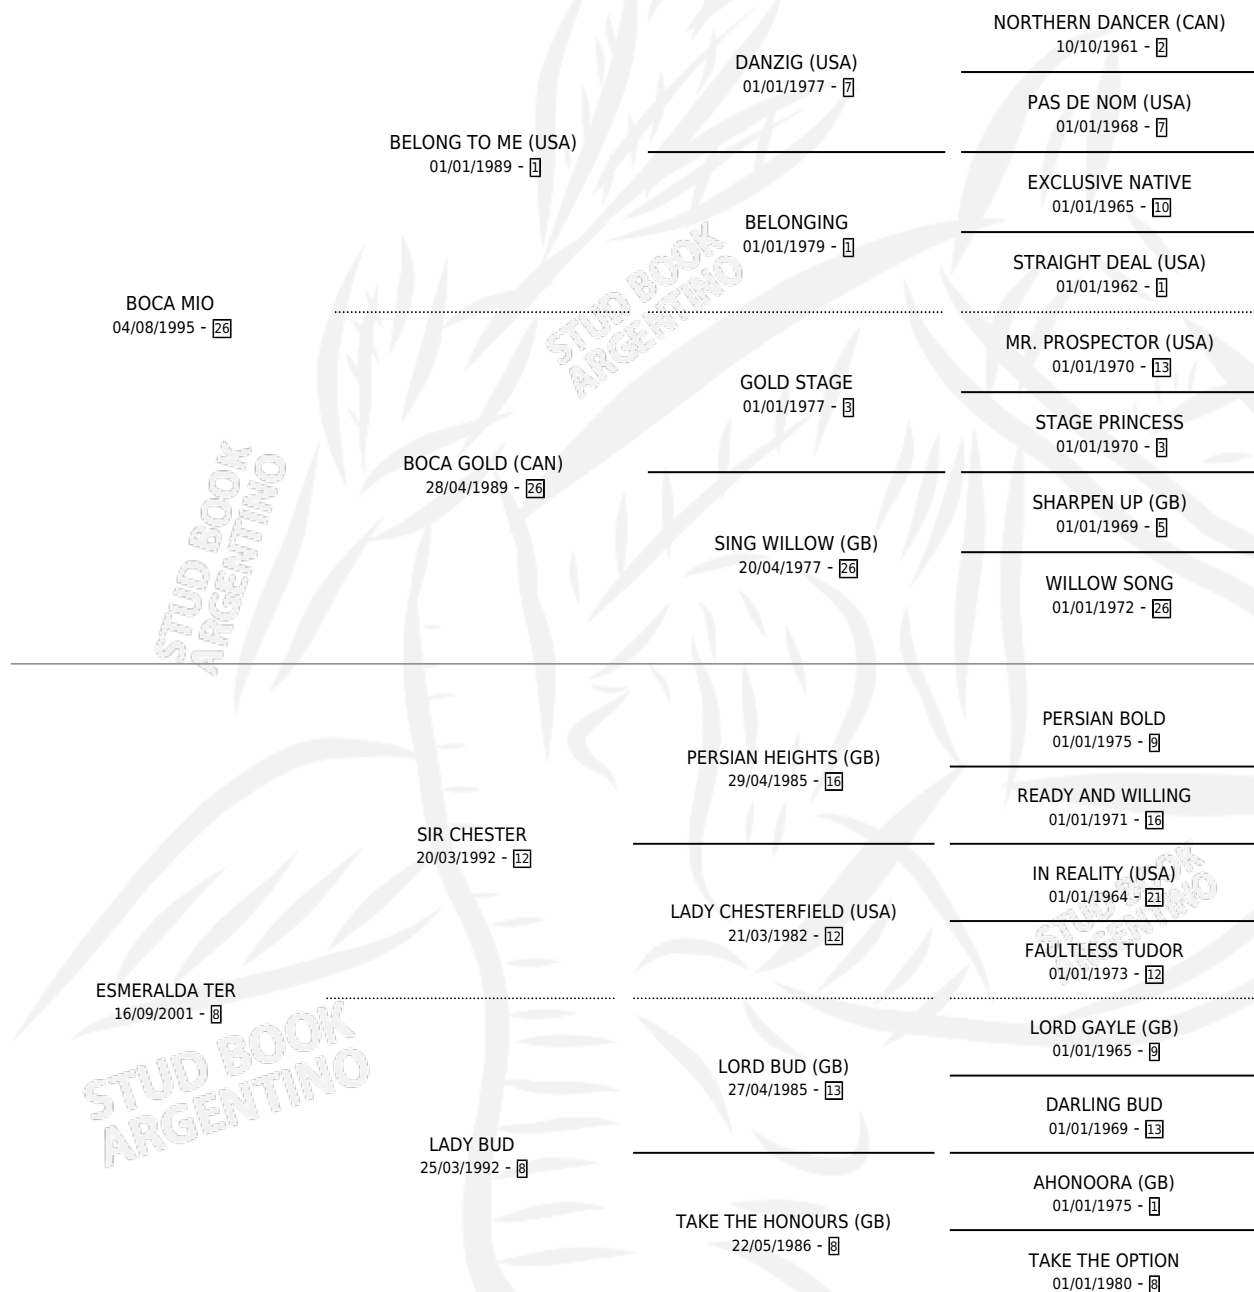 NORTHERN DANCER (CAN)
10/10/1961 - 2
DANZIG (USA)
01/01/1977 - 7
PAS DE NOM (USA)
01/01/1968 - 7
BELONG TO ME (USA)
01/01/1989 - 1
EXCLUSIVE NATIVE
01/01/1965 - 10
BELONGING
01/01/1979 - 1
STRAIGHT DEAL (USA)
01/01/1962 - 1
BOCA MIO
04/08/1995 - 26
MR. PROSPECTOR (USA)
01/01/1970 - 13
GOLD STAGE
01/01/1977 - 3
STAGE PRINCESS
01/01/1970 - 3
BOCA GOLD (CAN)
28/04/1989 - 26
SHARPEN UP (GB)
01/01/1969 - 5
SING WILLOW (GB)
20/04/1977 - 26
WILLOW SONG
01/01/1972 - 26
PERSIAN BOLD
01/01/1975 - 9
PERSIAN HEIGHTS (GB)
29/04/1985 - 16
READY AND WILLING
01/01/1971 - 16
SIR CHESTER
20/03/1992 - 12
IN REALITY (USA)
01/01/1964 - 21
LADY CHESTERFIELD (USA)
21/03/1982 - 12
FAULTLESS TUDOR
01/01/1973 - 12
ESMERALDA TER
16/09/2001 - 8
LORD GAYLE (GB)
01/01/1965 - 9
LORD BUD (GB)
27/04/1985 - 13
DARLING BUD
01/01/1969 - 13
LADY BUD
25/03/1992 - 8
AHONOORA (GB)
01/01/1975 - 1
TAKE THE HONOURS (GB)
22/05/1986 - 8
TAKE THE OPTION
01/01/1980 - 8
STUD BOOK
ARGENTINO
STUD BOOK
ARGENTINO
STUD BOOK
ARGENTINO
STUD BOOK
ARGENTINO